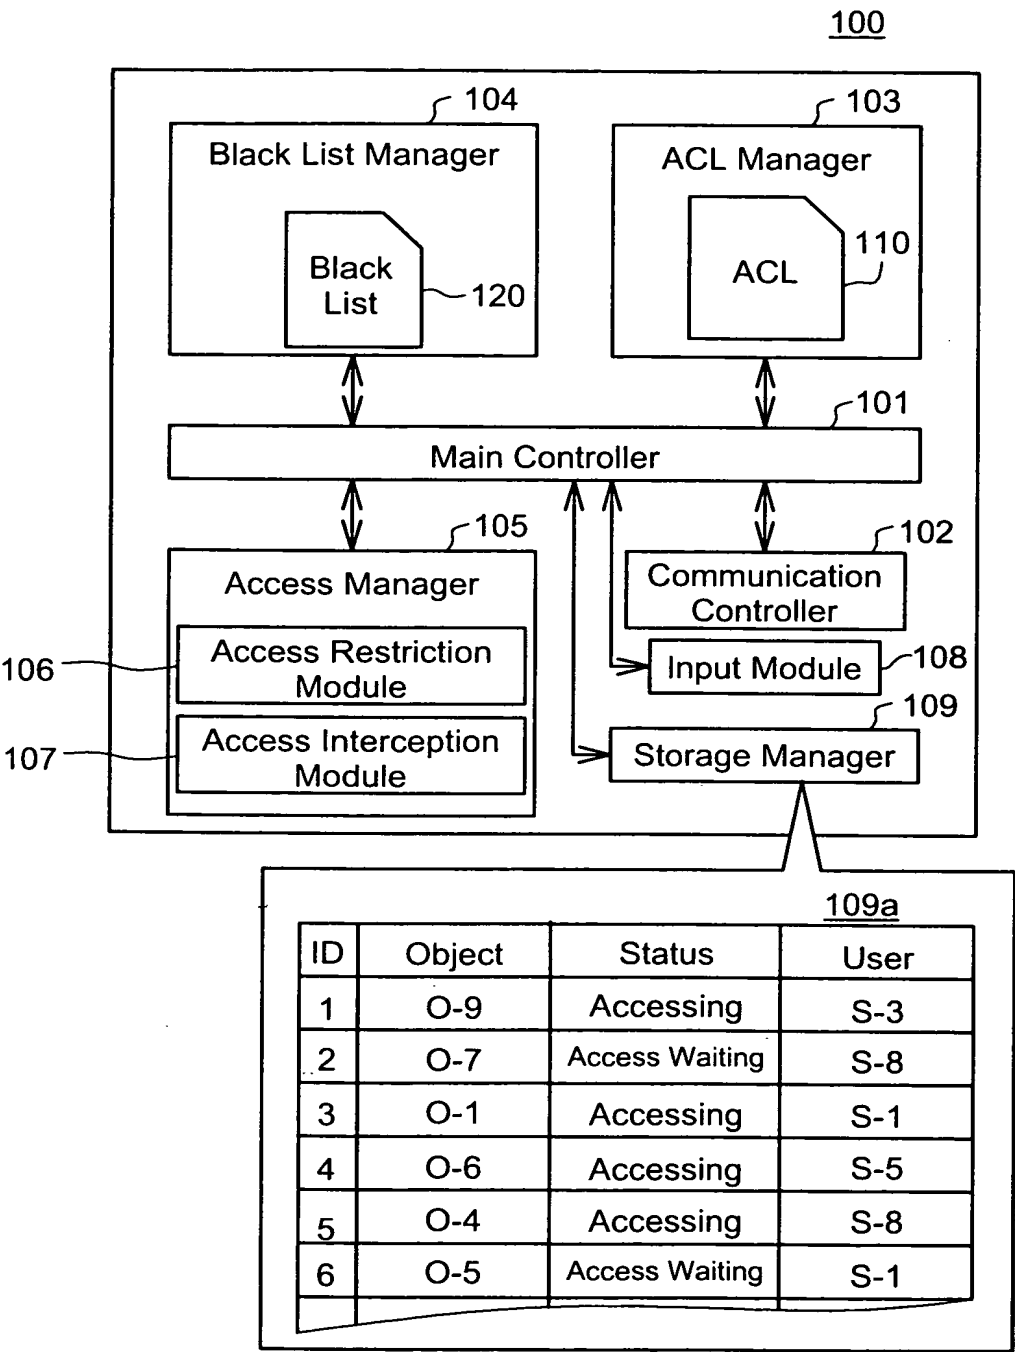 100
104
103
Black List Manager
ACL Manager
Black
List
120
ACL
110
101
Main Controller
105
102
Access Manager
Communication
Controller
106
Access Restriction
Module
Input Module
108
109
107
Access Interception
Module
Storage Manager
109a
ID Object Status User
1 O-9 Accessing S-3
2 O-7 Access Waiting S-8
3 O-1 Accessing S-1
4 O-6 Accessing S-5
5 O-4 Accessing S-8
6 O-5 Access Waiting S-1